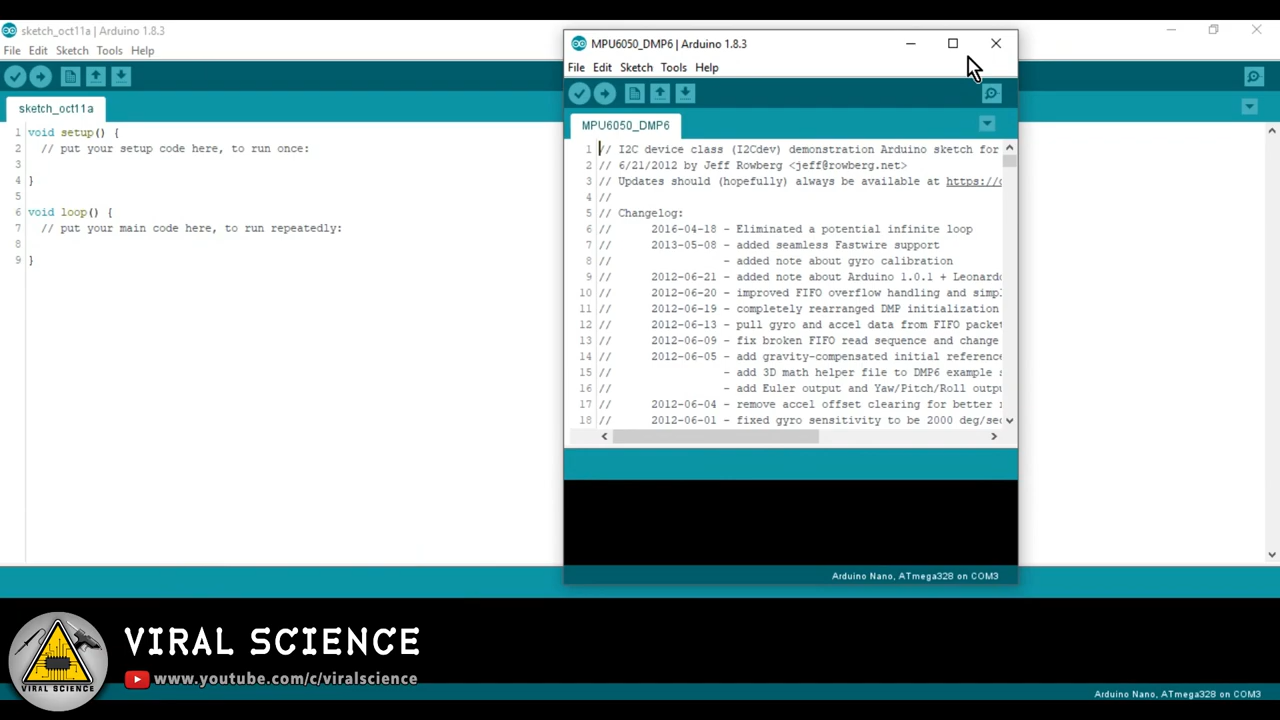 sketch_oct11a | Arduino 1.8.3
File Edit Sketch Tools Help
sketch_oct11a
1 void setup() {
2 // put your setup code here, to run once:
3
4 }
5
6 void loop() {
7 // put your main code here, to run repeatedly:
8
9 }
MPU6050_DMP6 | Arduino 1.8.3
File Edit Sketch Tools Help
MPU6050_DMP6
1 // I2C device class (I2Cdev) demonstration Arduino sketch for
2 // 6/21/2012 by Jeff Rowberg <jeff@rowberg.net>
3 // Updates should (hopefully) always be available at https://
4 //
5 // Changelog:
6 // 2016-04-18 - Eliminated a potential infinite loop
7 // 2013-05-08 - added seamless Fastwire support
8 // - added note about gyro calibration
9 // 2012-06-21 - added note about Arduino 1.0.1 + Leonardo
10 // 2012-06-20 - improved FIFO overflow handling and simpl
11 // 2012-06-19 - completely rearranged DMP initialization
12 // 2012-06-13 - pull gyro and accel data from FIFO packet
13 // 2012-06-09 - fix broken FIFO read sequence and change
14 // 2012-06-05 - add gravity-compensated initial reference
15 // - add 3D math helper file to DMP6 example s
16 // - add Euler output and Yaw/Pitch/Roll outp
17 // 2012-06-04 - remove accel offset clearing for better
18 // 2012-06-01 - fixed gyro sensitivity to be 2000 deg/sec
Arduino Nano, ATmega328 on COM3
VIRAL SCIENCE
VIRAL SCIENCE
www.youtube.com/c/viralscience
Arduino Nano, ATmega328 on COM3